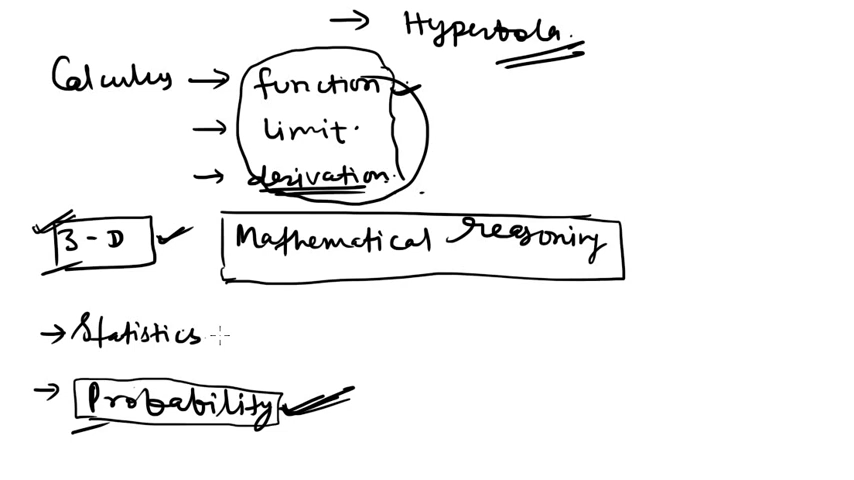 → Hyperbola
Calculus → function
→ limit.
→ derivation.
3-D Mathematical reasoning
→ Statistics
→ Probability